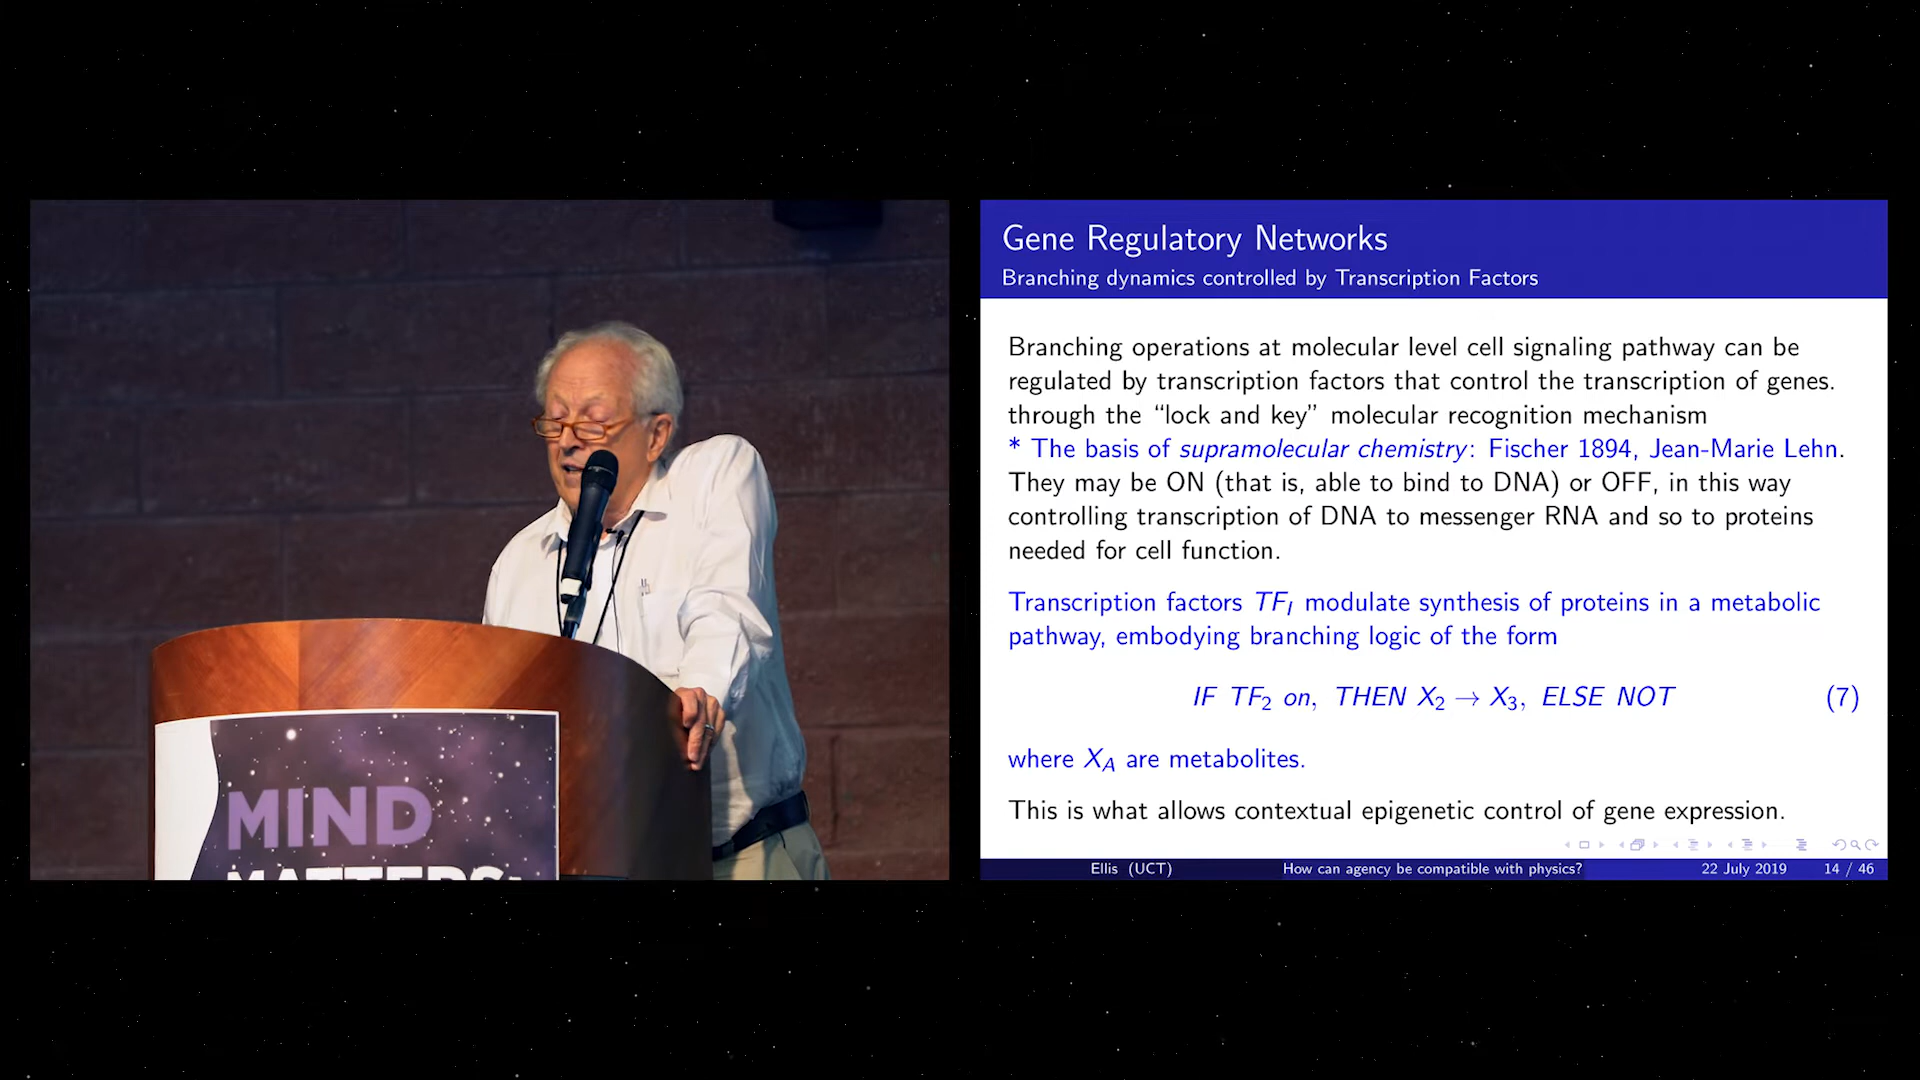 MIND
MATTERS:
Gene Regulatory Networks
Branching dynamics controlled by Transcription Factors
Branching operations at molecular level cell signaling pathway can be
regulated by transcription factors that control the transcription of genes.
through the “lock and key” molecular recognition mechanism
* The basis of supramolecular chemistry: Fischer 1894, Jean-Marie Lehn.
They may be ON (that is, able to bind to DNA) or OFF, in this way
controlling transcription of DNA to messenger RNA and so to proteins
needed for cell function.
Transcription factors TF_I modulate synthesis of proteins in a metabolic
pathway, embodying branching logic of the form
IF TF₂ on, THEN X₂ → X₃, ELSE NOT (7)
where X_A are metabolites.
This is what allows contextual epigenetic control of gene expression.
Ellis (UCT) How can agency be compatible with physics? 22 July 2019 14 / 46